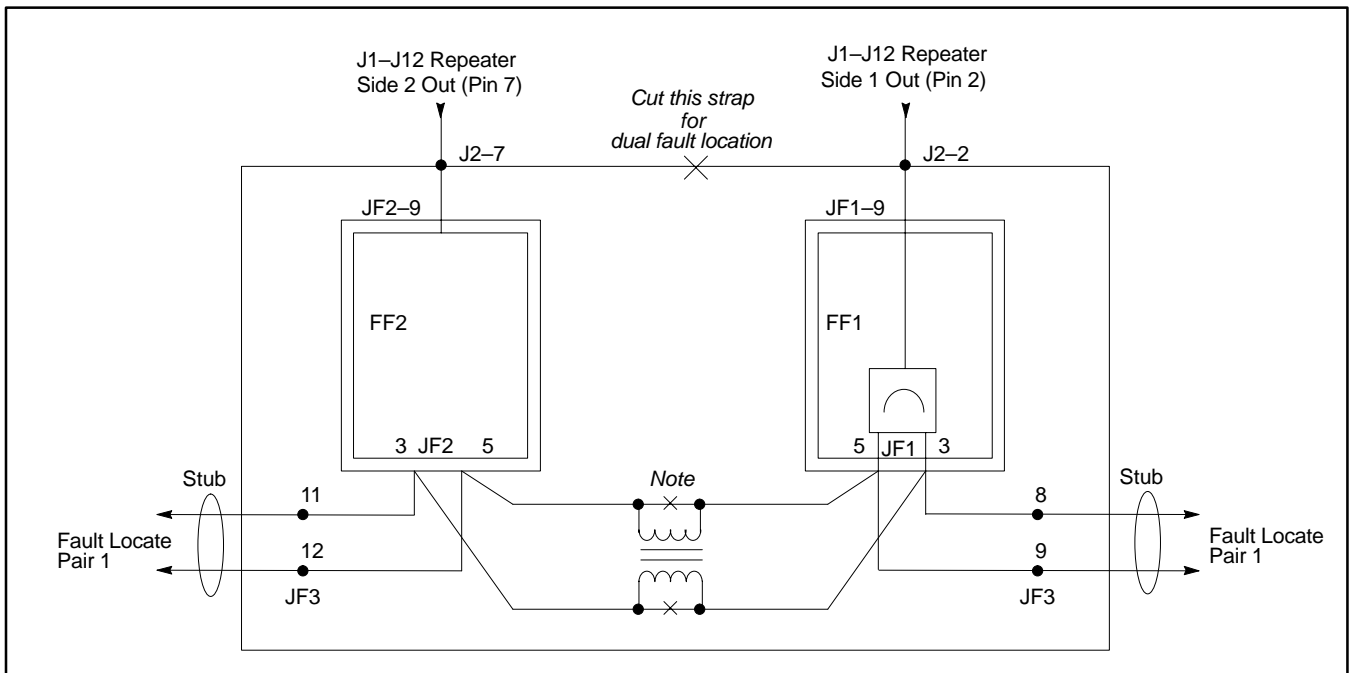 J1–J12 Repeater
Side 2 Out (Pin 7)
J1–J12 Repeater
Side 1 Out (Pin 2)
Cut this strap
for
dual fault location
J2–7
J2–2
JF2–9
JF1–9
FF2
FF1
3 JF2 5
5 JF1 3
Stub
11
Note
8
Stub
Fault Locate
Pair 1
12
9
Fault Locate
Pair 1
JF3
JF3